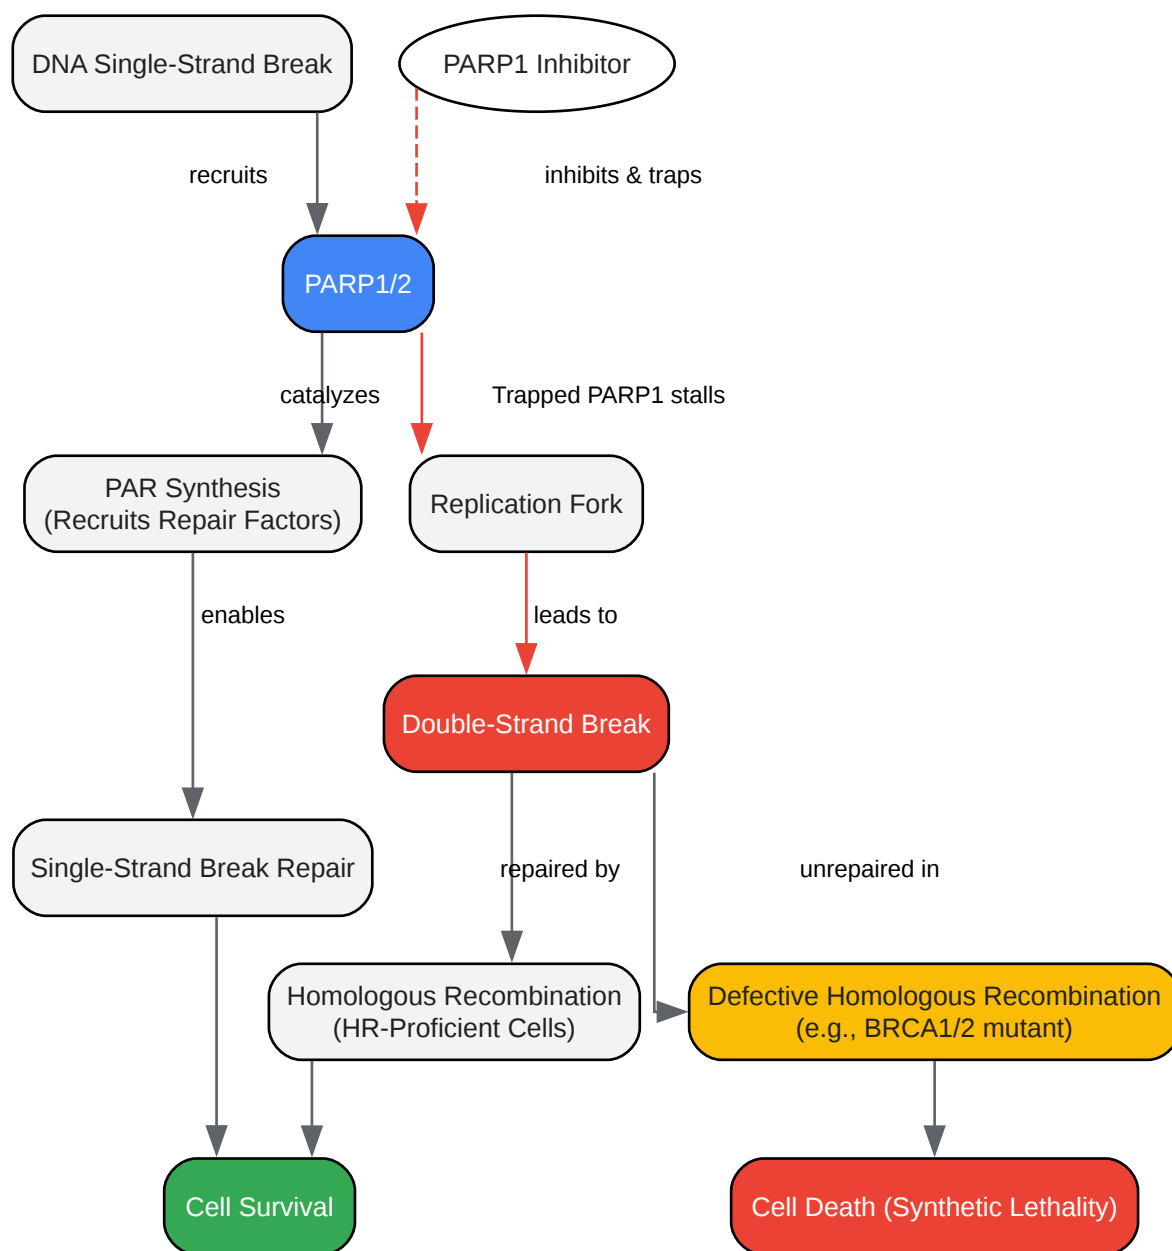 DNA Single-Strand Break
PARP1 Inhibitor
recruits
inhibits & traps
PARP1/2
catalyzes
Trapped PARP1 stalls
PAR Synthesis
(Recruits Repair Factors)
Replication Fork
enables
leads to
Double-Strand Break
Single-Strand Break Repair
repaired by
unrepaired in
Homologous Recombination
(HR-Proficient Cells)
Defective Homologous Recombination
(e.g., BRCA1/2 mutant)
Cell Survival
Cell Death (Synthetic Lethality)